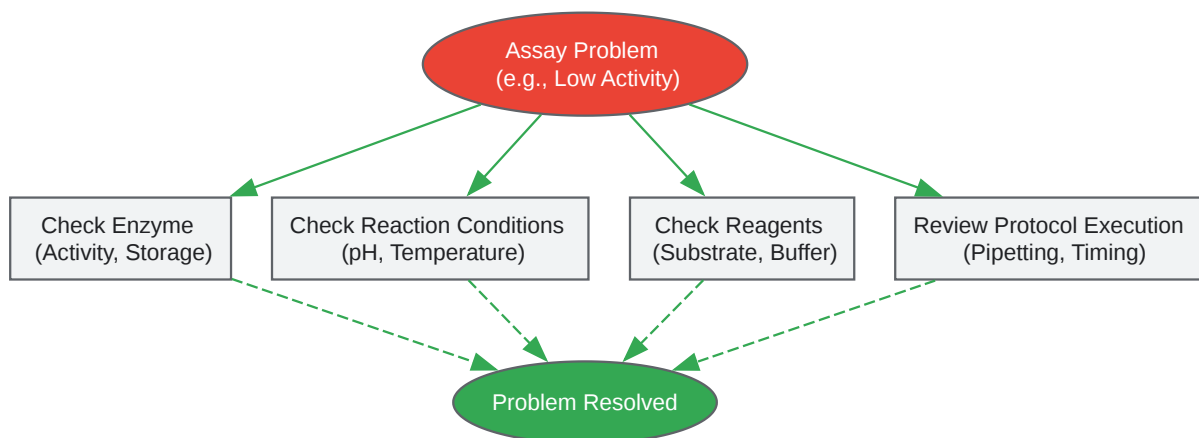 Assay Problem
(e.g., Low Activity)
Check Enzyme
(Activity, Storage)
Check Reaction Conditions
(pH, Temperature)
Check Reagents
(Substrate, Buffer)
Review Protocol Execution
(Pipetting, Timing)
Problem Resolved